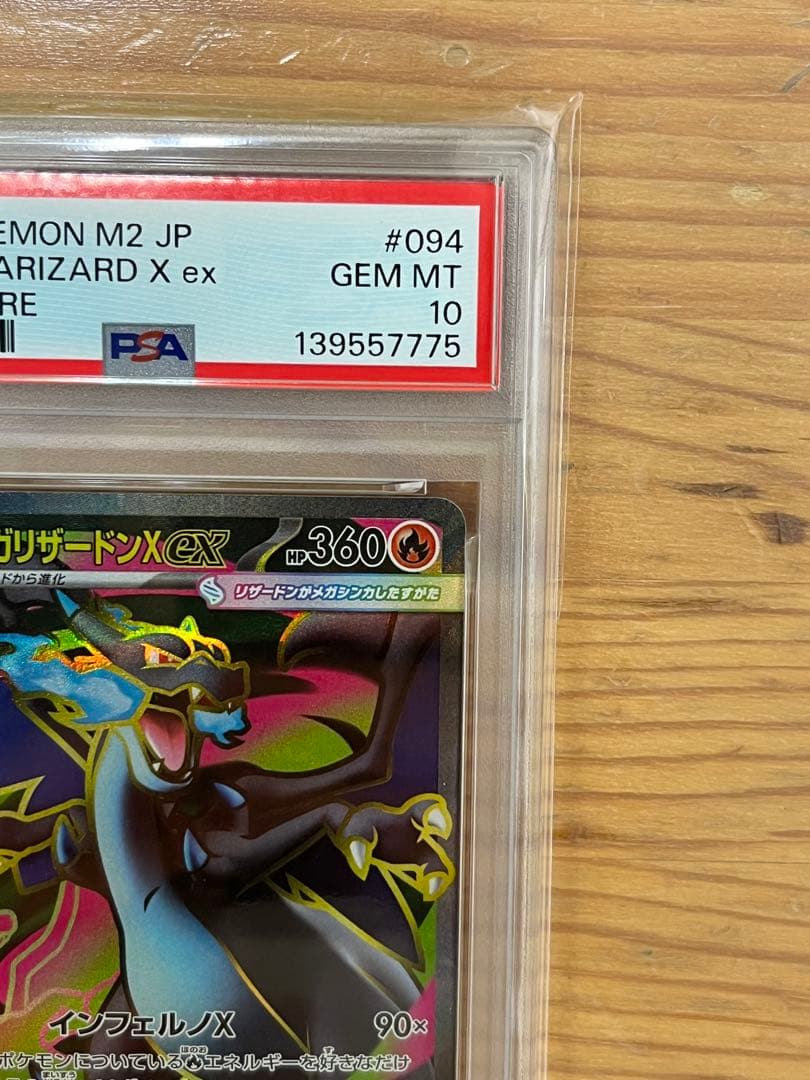 EMON M2 JP #094
ARIZARD X ex GEM MT
RE 10
PSA 139557775
ガリザードンXex HP360
ドから進化
リザードンがメガシンカしたすがた
インフェルノX 90×
ポケモンについている炎エネルギーを好きなだけ